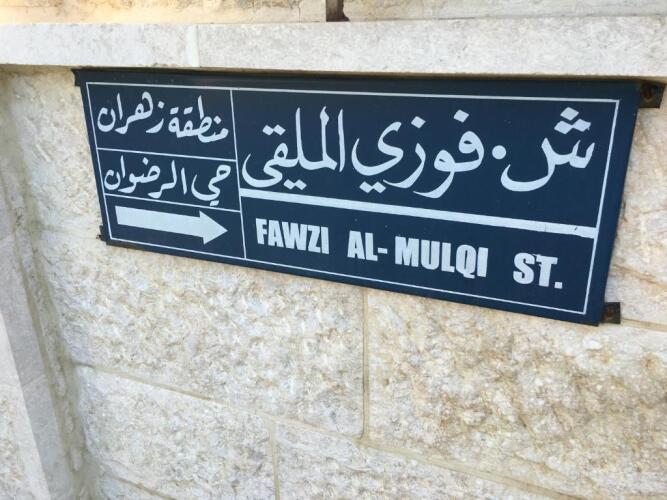 ش. فوزي الملقي
FAWZI AL-MULQI ST.
منطقة زهران
حي الرضوان